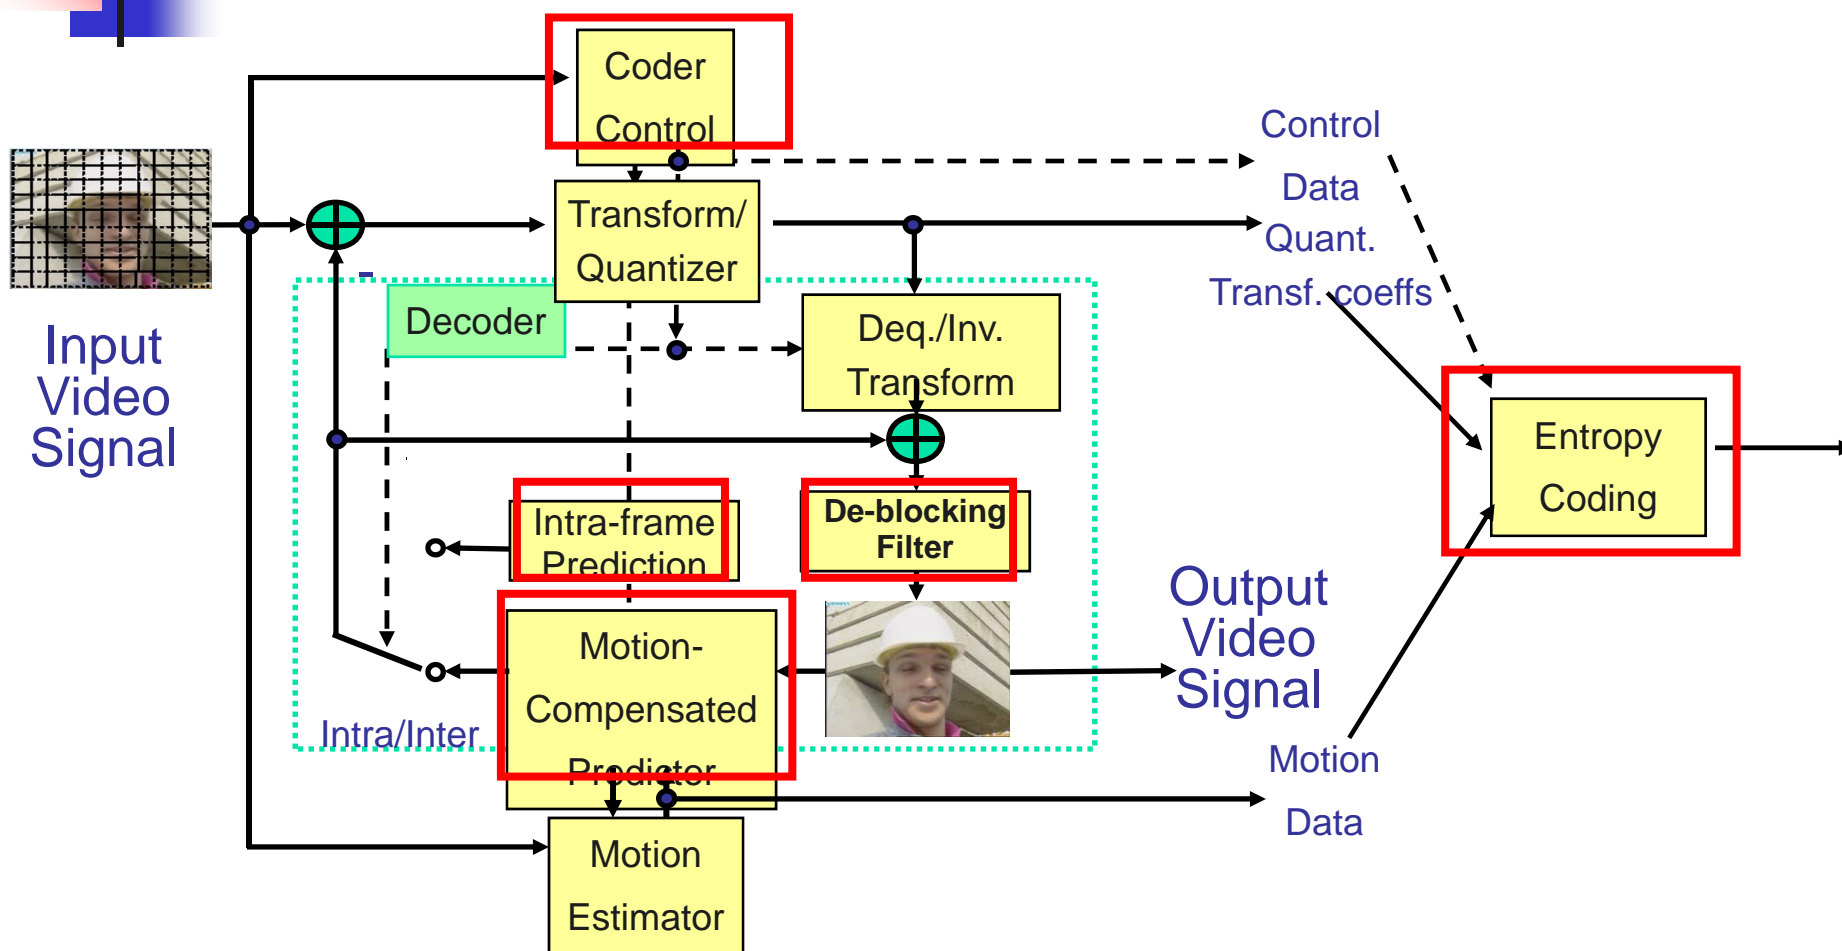 Coder
Control
Control
Data
Transform/
Quantizer
Quant.
Transf. coeffs
-
Decoder
Deq./Inv.
Transform
Input
Video
Signal
Entropy
Coding
Intra-frame
Prediction
De-blocking
Filter
Output
Video
Signal
Motion-
Compensated
Predictor
Intra/Inter
Motion
Data
Motion
Estimator